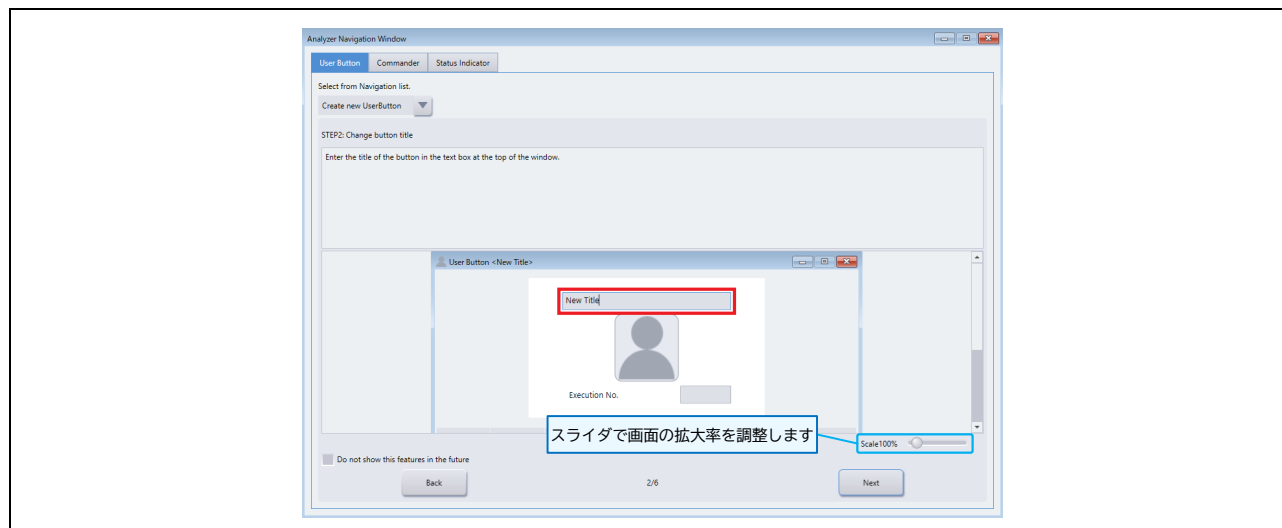 Analyzer Navigation Window
User Button Commander Status Indicator
Select from Navigation list.
Create new UserButton
STEP2: Change button title
Enter the title of the button in the text box at the top of the window.
User Button <New Title>
New Title
Execution No.
スライダで画面の拡大率を調整します
Scale100%
Do not show this features in the future
Back 2/6 Next